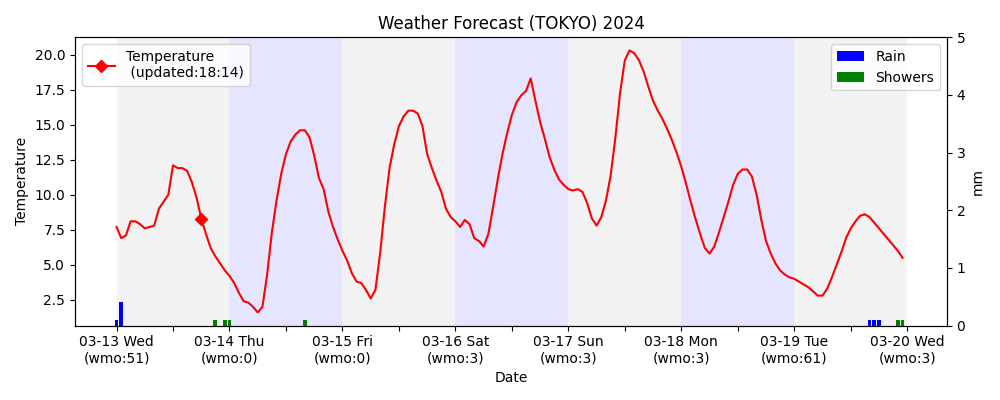 Weather Forecast (TOKYO) 2024
Temperature
(updated:18:14)
Rain
Showers
20.0
17.5
15.0
12.5
10.0
7.5
5.0
2.5
Temperature
5
4
3
2
1
0
mm
03-13 Wed
(wmo:51)
03-14 Thu
(wmo:0)
03-15 Fri
(wmo:0)
03-16 Sat
(wmo:3)
03-17 Sun
(wmo:3)
03-18 Mon
(wmo:3)
03-19 Tue
(wmo:61)
03-20 Wed
(wmo:3)
Date